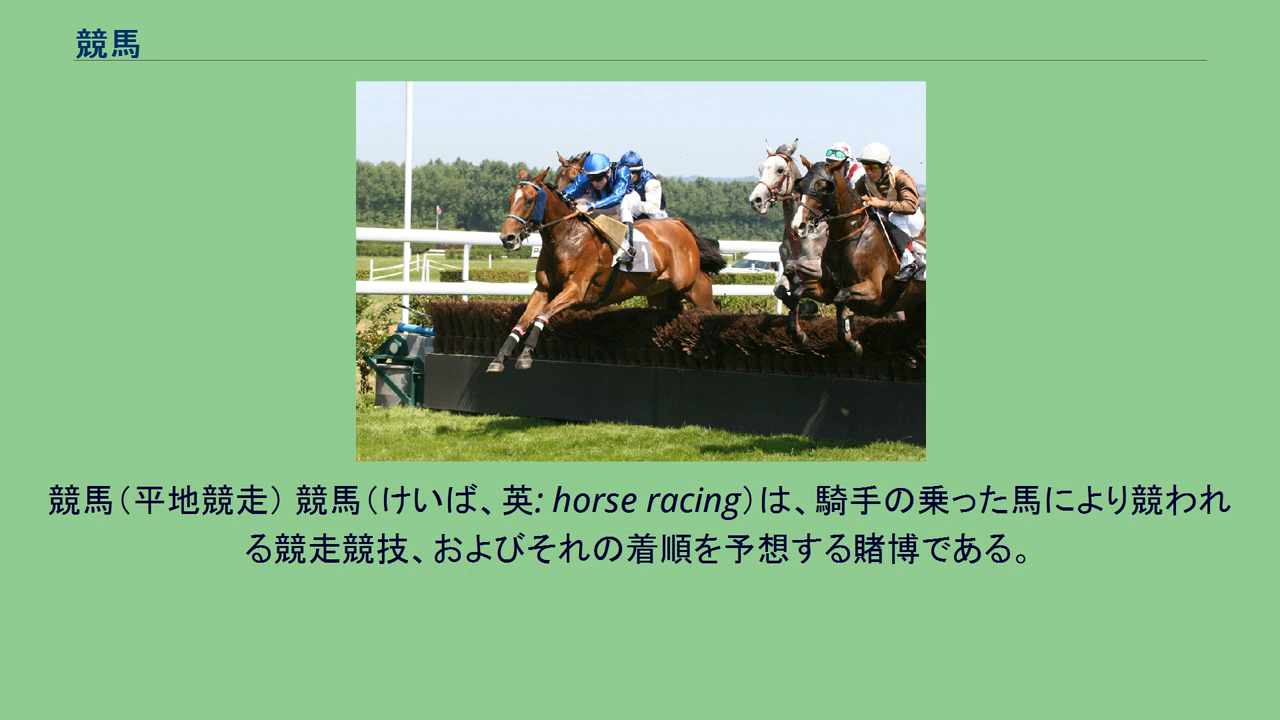 競馬
競馬（平地競走） 競馬（けいば、英: horse racing）は、騎手の乗った馬により競われ
る競走競技、およびそれの着順を予想する賭博である。